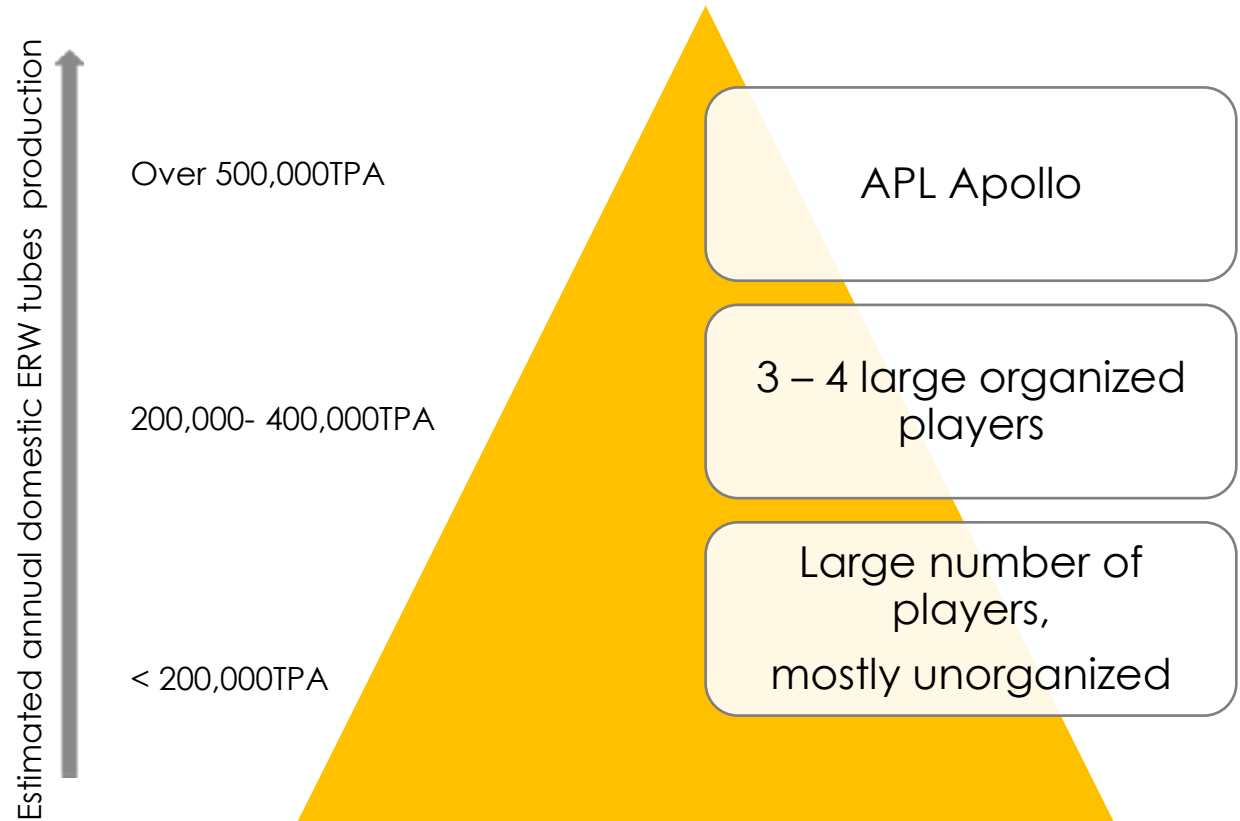 Estimated annual domestic ERW tubes production
Over 500,000TPA
APL Apollo
200,000- 400,000TPA
3 – 4 large organized
players
< 200,000TPA
Large number of
players,
mostly unorganized